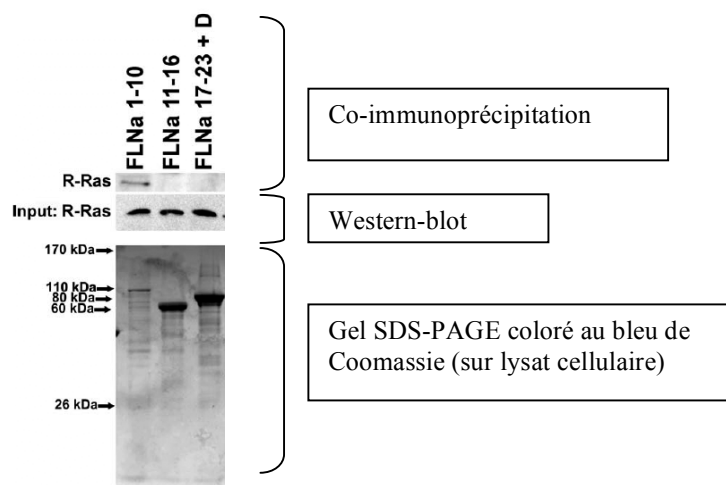 FLNa 1-10
FLNa 11-16
FLNa 17-23 + D
Co-immunoprécipitation
R-Ras
Input: R-Ras
Western-blot
170 kDa
110 kDa
80 kDa
60 kDa
Gel SDS-PAGE coloré au bleu de
Coomassie (sur lysat cellulaire)
26 kDa